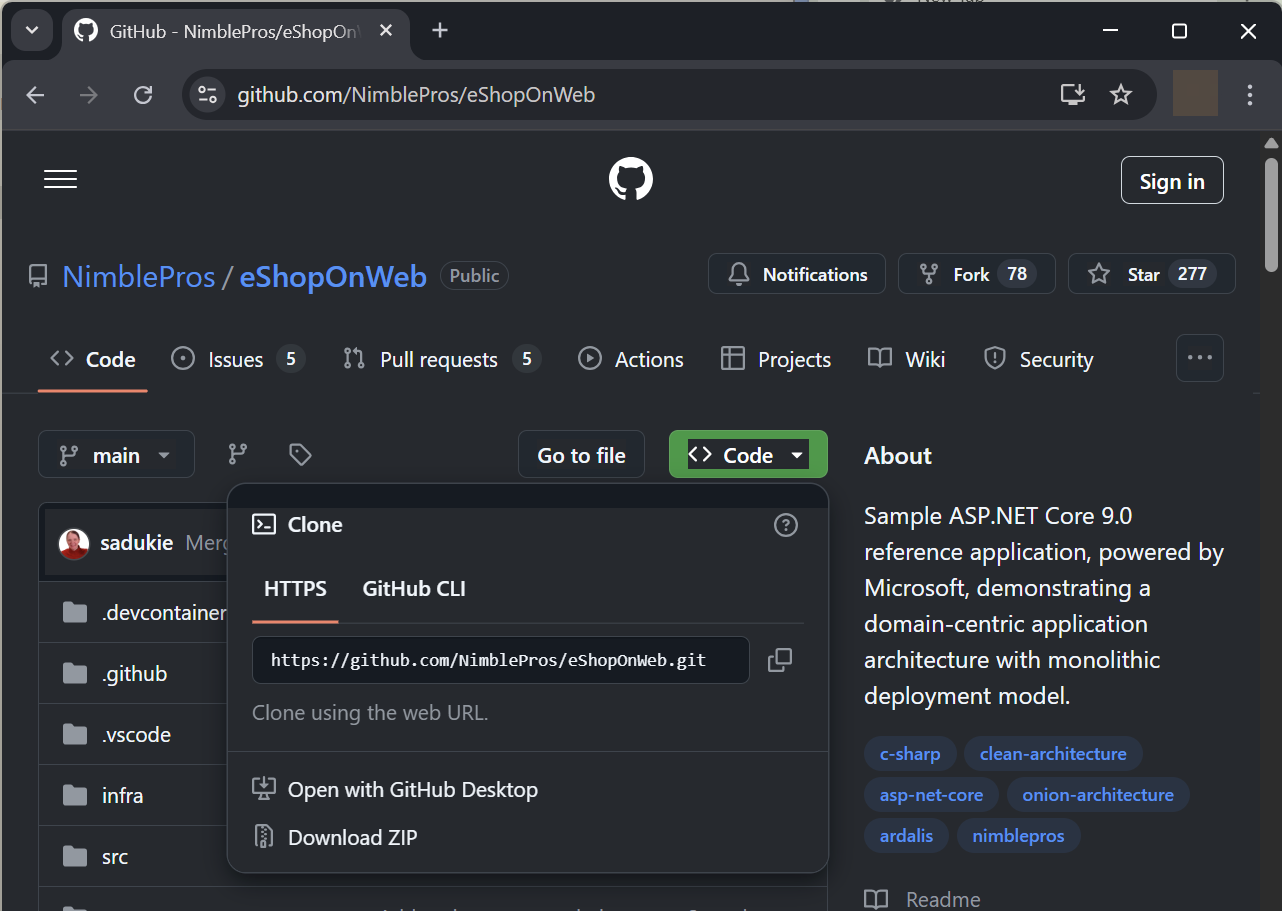 GitHub - NimblePros/eShopOn
github.com/NimblePros/eShopOnWeb
Sign in
NimblePros / eShopOnWeb Public
Notifications
Fork 78
Star 277
Code
Issues 5
Pull requests 5
Actions
Projects
Wiki
Security
main
Go to file
Code
About
Sample ASP.NET Core 9.0
reference application, powered by
Microsoft, demonstrating a
domain-centric application
architecture with monolithic
deployment model.
c-sharp clean-architecture
asp-net-core onion-architecture
ardalis nimblepros
Readme
Clone
HTTPS GitHub CLI
https://github.com/NimblePros/eShopOnWeb.git
Clone using the web URL.
Open with GitHub Desktop
Download ZIP
sadukie
.devcontainer
.github
.vscode
infra
src